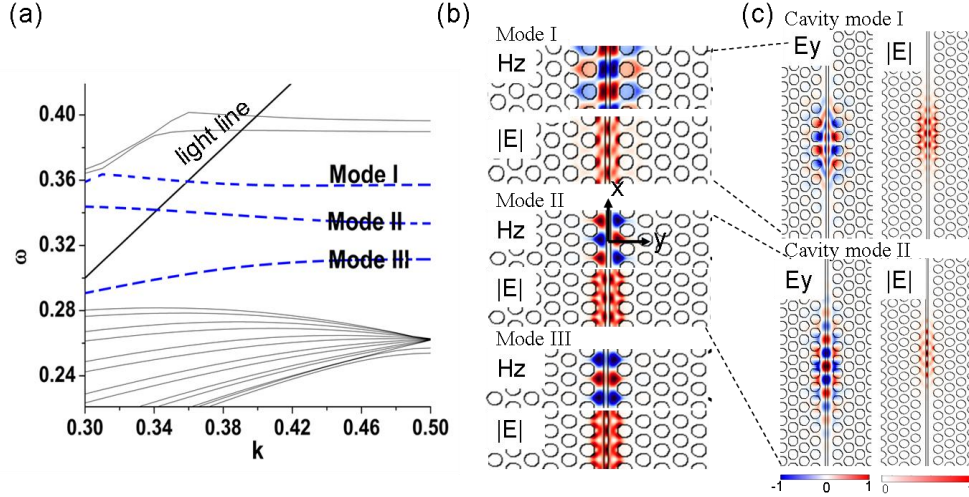 (a)
0.40
0.36
0.32
0.28
0.24
ω
light line
Mode I
Mode II
Mode III
0.30 0.34 0.38 0.42 0.46 0.50
k
(b)
Mode I
Hz
|E|
Mode II
x
Hz
y
|E|
Mode III
Hz
|E|
(c)
Cavity mode I
Ey |E|
Cavity mode II
Ey |E|
-1 0 1 0